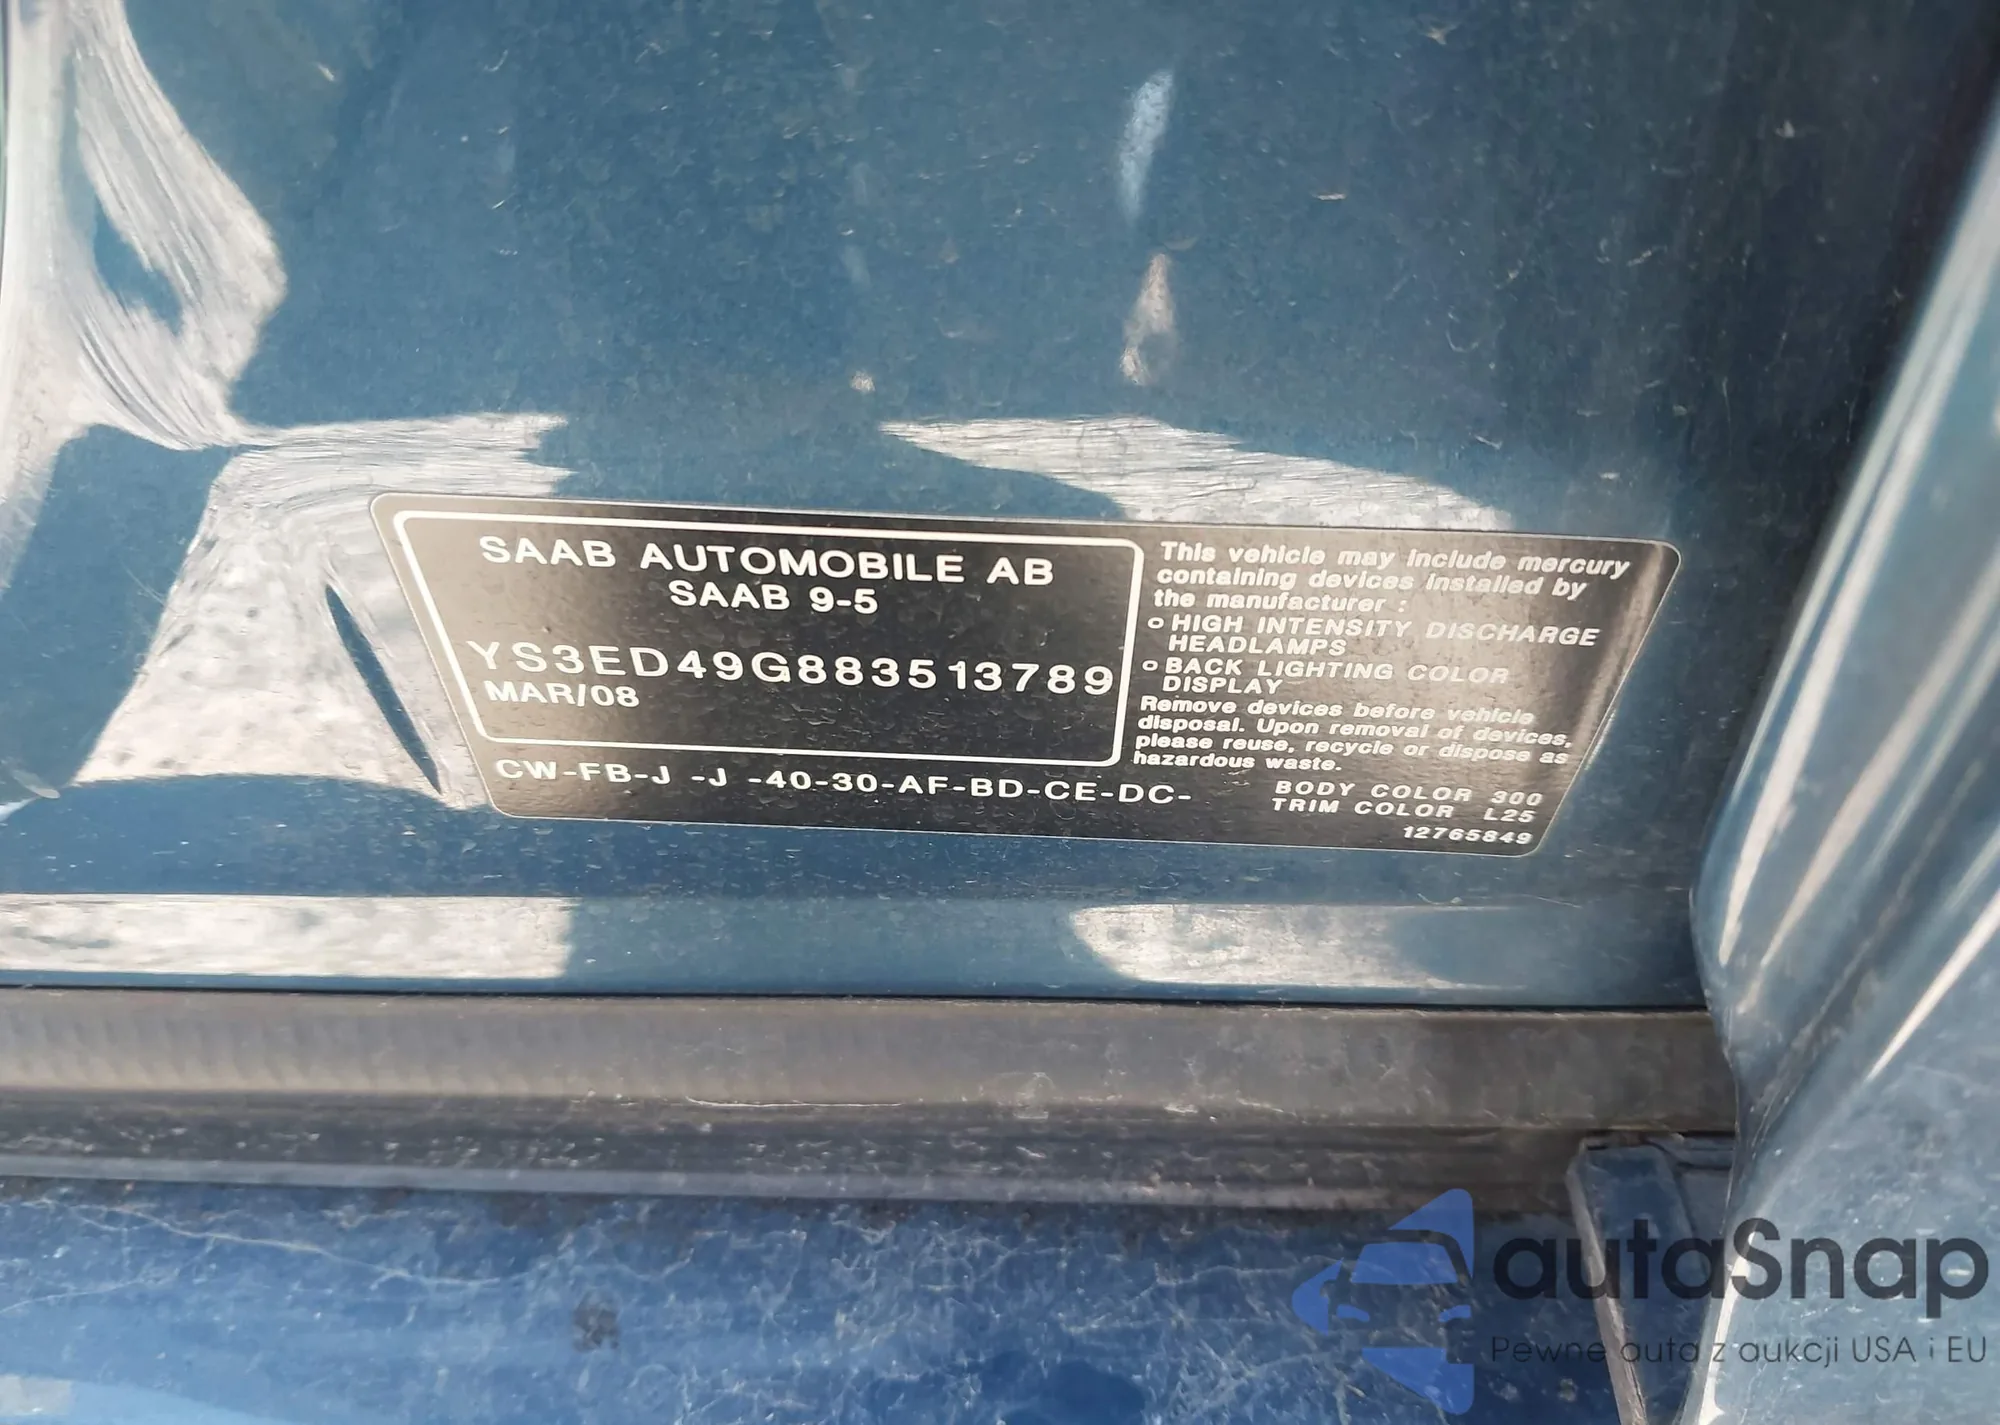 SAAB AUTOMOBILE AB
SAAB 9-5
YS3ED49G883513789
MAR/08
CW-FB-J -J -40-30-AF-BD-CE-DC-
This vehicle may include mercury
containing devices installed by
the manufacturer :
o HIGH INTENSITY DISCHARGE
HEADLAMPS
o BACK LIGHTING COLOR
DISPLAY
Remove devices before vehicle
disposal. Upon removal of devices,
please reuse, recycle or dispose as
hazardous waste.
BODY COLOR 300
TRIM COLOR L25
12765849
autaSnap
Pewne auta z aukcji USA i EU